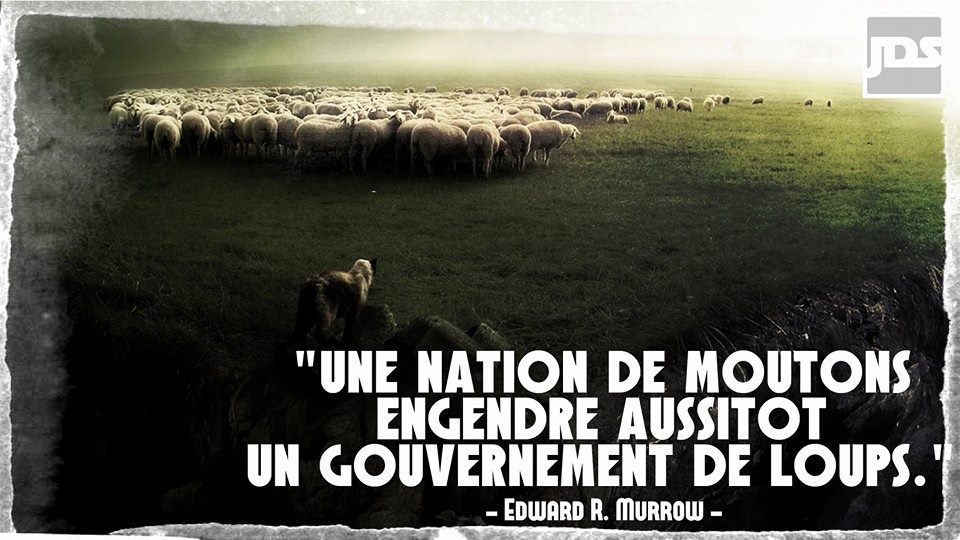 JDS
"UNE NATION DE MOUTONS
ENGENDRE AUSSITOT
UN GOUVERNEMENT DE LOUPS."
- EDWARD R. MURROW -